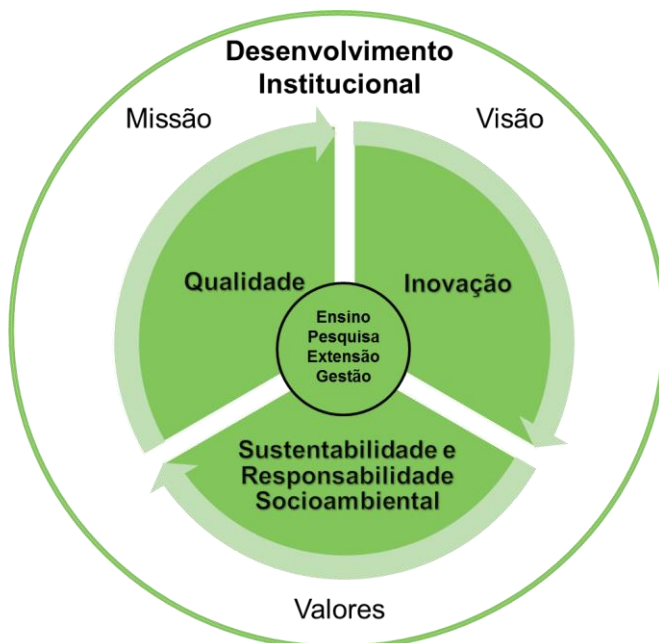 Desenvolvimento
Institucional
Missão
Visão
Qualidade
Inovação
Ensino
Pesquisa
Extensão
Gestão
Sustentabilidade e
Responsabilidade
Socioambiental
Valores